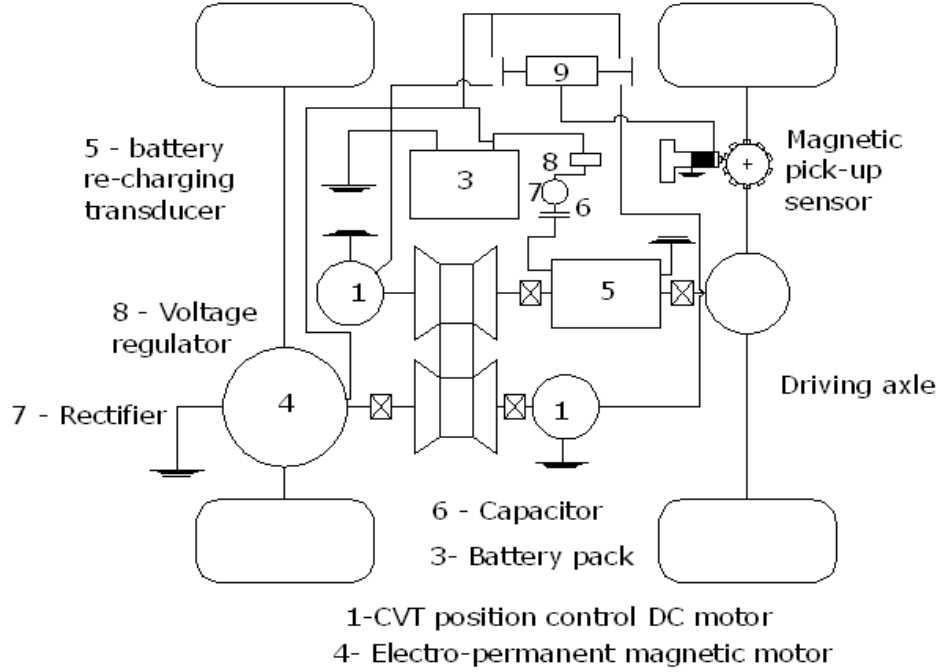 9
5 - battery
re-charging
transducer
3
8
7
6
Magnetic
pick-up
sensor
+
1
5
8 - Voltage
regulator
4
1
Driving axle
7 - Rectifier
6 - Capacitor
3- Battery pack
1-CVT position control DC motor
4- Electro-permanent magnetic motor